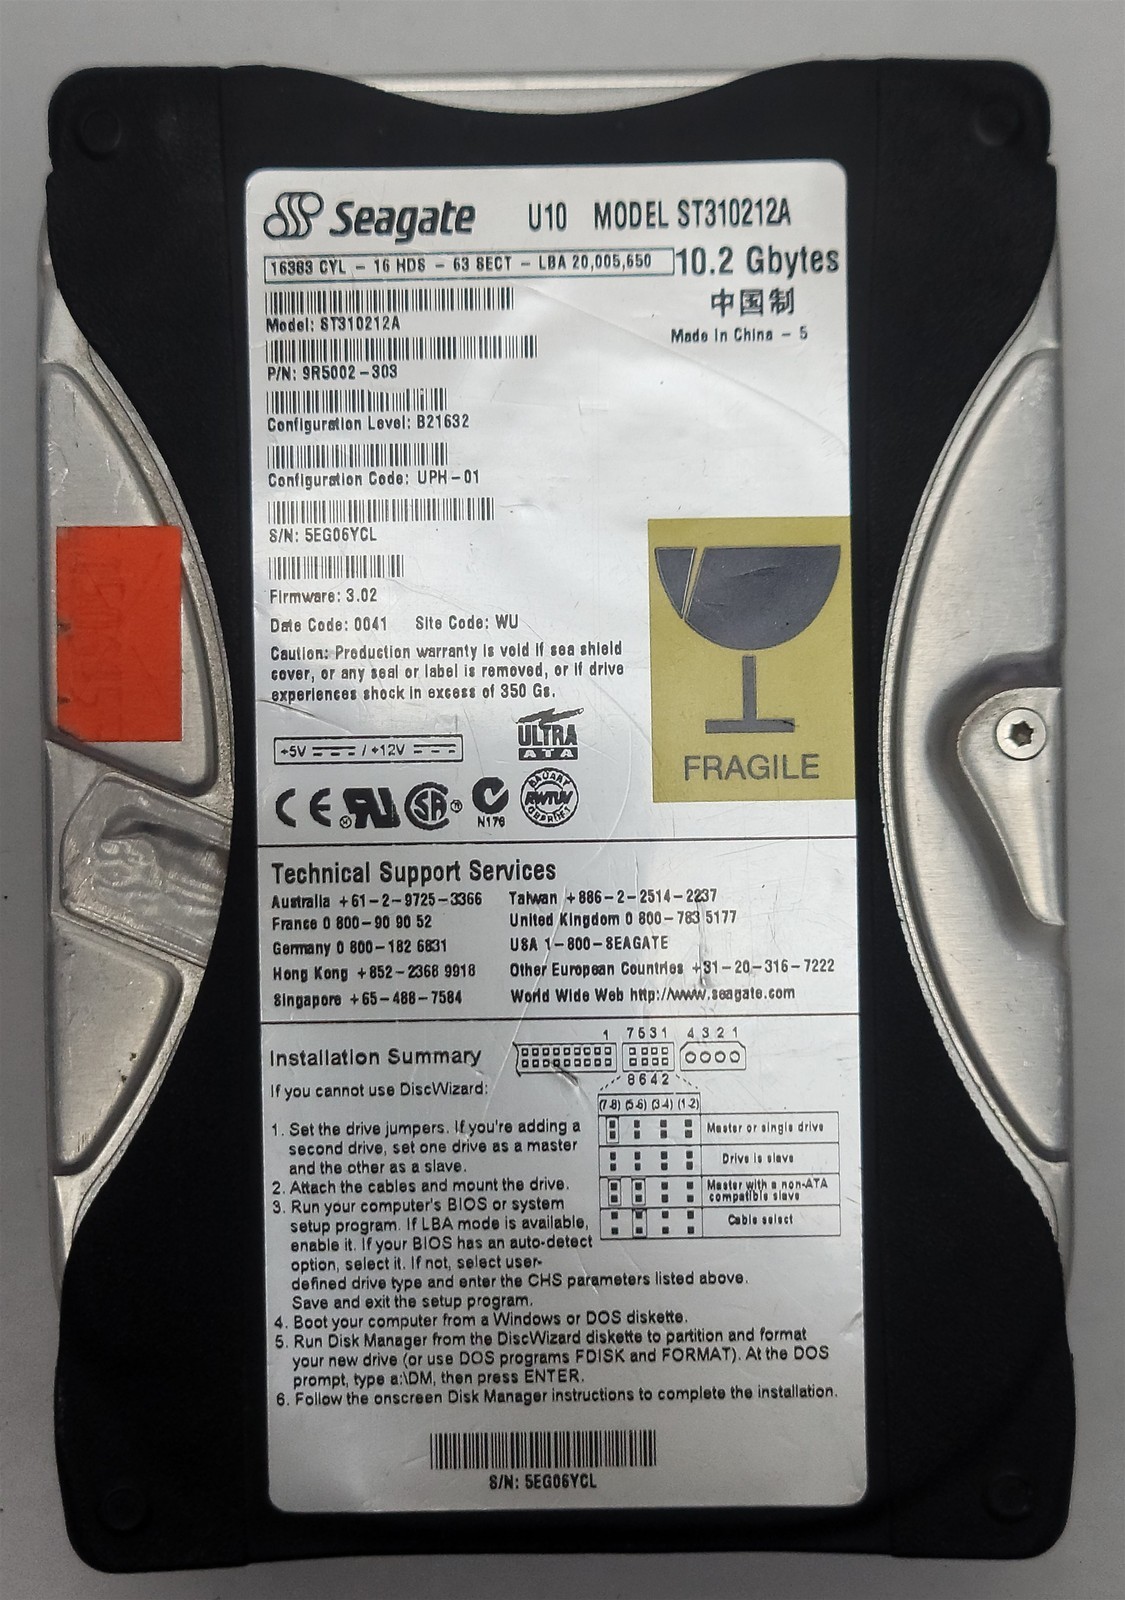 Seagate U10 MODEL ST310212A
16383 CYL - 16 HDS - 63 SECT - LBA 20,005,650 10.2 Gbytes
中国制
Made in China - 5
Model: ST310212A
P/N: 9R5002-303
Configuration Level: B21632
Configuration Code: UPH-01
S/N: 5EG06YCL
Firmware: 3.02
Date Code: 0041 Site Code: WU
Caution: Production warranty is void if sea shield
cover, or any seal or label is removed, or if drive
experiences shock in excess of 350 Gs.
FRAGILE
+5V / +12V
ULTRA
ATA
CE
N176
BAUART
RWTUV
GEPRÜFT
Technical Support Services
Australia +61-2-9725-3366 Taiwan +886-2-2514-2237
France 0 800-90 90 52 United Kingdom 0 800-783 5177
Germany 0 800-182 6831 USA 1-800-SEAGATE
Hong Kong +852-2368 9918 Other European Countries +31-20-316-7222
Singapore +65-488-7584 World Wide Web http://www.seagate.com
1 7531 4321
Installation Summary
8642
If you cannot use DiscWizard:
(7-8) (5-6) (3-4) (1-2)
Master or single drive
Drive is slave
Master with a non-ATA
compatible slave
Cable select
1. Set the drive jumpers. If you're adding a
second drive, set one drive as a master
and the other as a slave.
2. Attach the cables and mount the drive.
3. Run your computer's BIOS or system
setup program. If LBA mode is available,
enable it. If your BIOS has an auto-detect
option, select it. If not, select user-
defined drive type and enter the CHS parameters listed above.
Save and exit the setup program.
4. Boot your computer from a Windows or DOS diskette.
5. Run Disk Manager from the DiscWizard diskette to partition and format
your new drive (or use DOS programs FDISK and FORMAT). At the DOS
prompt, type a:\DM, then press ENTER.
6. Follow the onscreen Disk Manager instructions to complete the installation.
S/N: 5EG06YCL